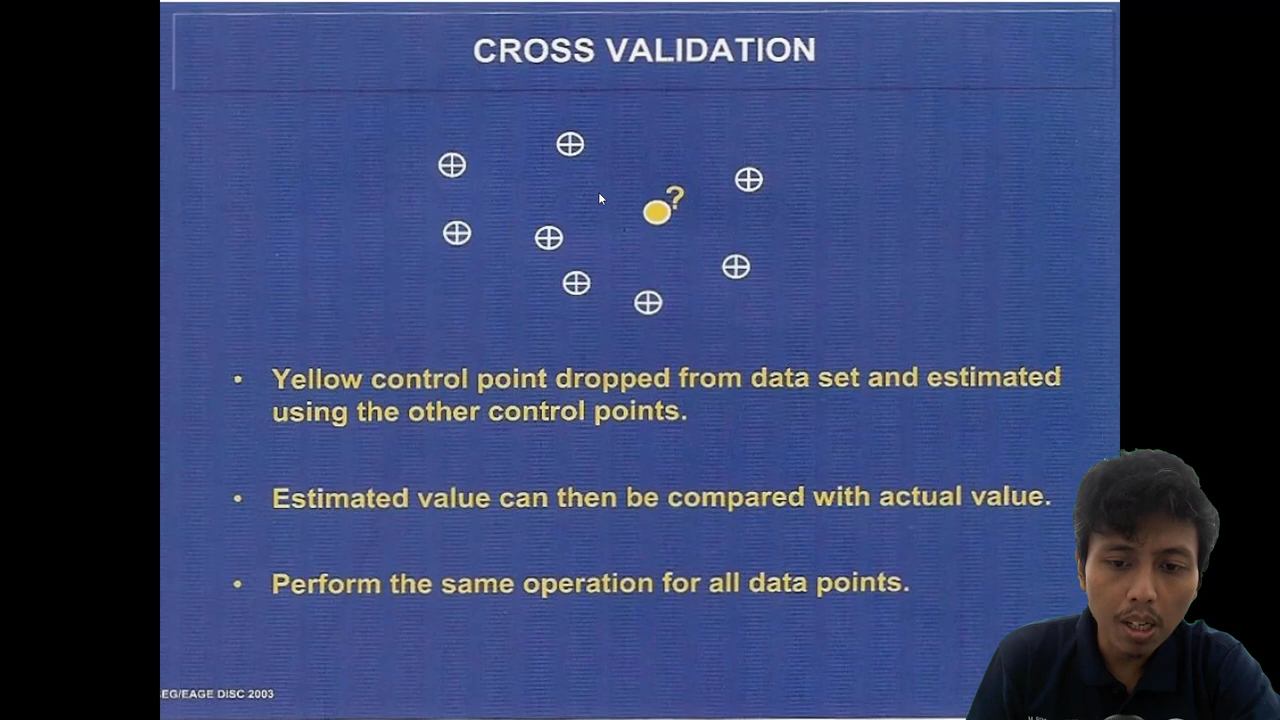 CROSS VALIDATION
?
• Yellow control point dropped from data set and estimated
using the other control points.
• Estimated value can then be compared with actual value.
• Perform the same operation for all data points.
EG/EAGE DISC 2003